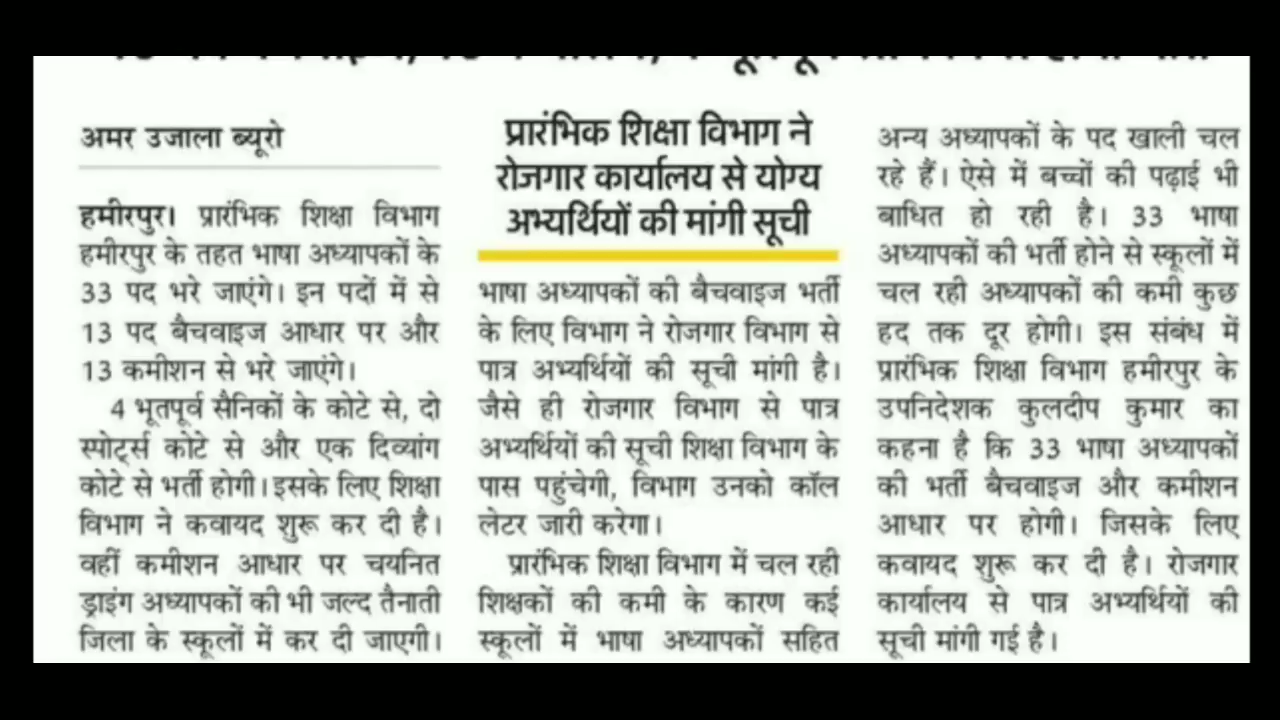 अमर उजाला ब्यूरो
हमीरपुर। प्रारंभिक शिक्षा विभाग
हमीरपुर के तहत भाषा अध्यापकों के
33 पद भरे जाएंगे। इन पदों में से
13 पद बैचवाइज आधार पर और
13 कमीशन से भरे जाएंगे।
4 भूतपूर्व सैनिकों के कोटे से, दो
स्पोर्ट्स कोटे से और एक दिव्यांग
कोटे से भर्ती होगी। इसके लिए शिक्षा
विभाग ने कवायद शुरू कर दी है।
वहीं कमीशन आधार पर चयनित
ड्राइंग अध्यापकों की भी जल्द तैनाती
जिला के स्कूलों में कर दी जाएगी।
प्रारंभिक शिक्षा विभाग ने
रोजगार कार्यालय से योग्य
अभ्यर्थियों की मांगी सूची
भाषा अध्यापकों की बैचवाइज भर्ती
के लिए विभाग ने रोजगार विभाग से
पात्र अभ्यर्थियों की सूची मांगी है।
जैसे ही रोजगार विभाग से पात्र
अभ्यर्थियों की सूची शिक्षा विभाग के
पास पहुंचेगी, विभाग उनको कॉल
लेटर जारी करेगा।
प्रारंभिक शिक्षा विभाग में चल रही
शिक्षकों की कमी के कारण कई
स्कूलों में भाषा अध्यापकों सहित
अन्य अध्यापकों के पद खाली चल
रहे हैं। ऐसे में बच्चों की पढ़ाई भी
बाधित हो रही है। 33 भाषा
अध्यापकों की भर्ती होने से स्कूलों में
चल रही अध्यापकों की कमी कुछ
हद तक दूर होगी। इस संबंध में
प्रारंभिक शिक्षा विभाग हमीरपुर के
उपनिदेशक कुलदीप कुमार का
कहना है कि 33 भाषा अध्यापकों
की भर्ती बैचवाइज और कमीशन
आधार पर होगी। जिसके लिए
कवायद शुरू कर दी है। रोजगार
कार्यालय से पात्र अभ्यर्थियों की
सूची मांगी गई है।